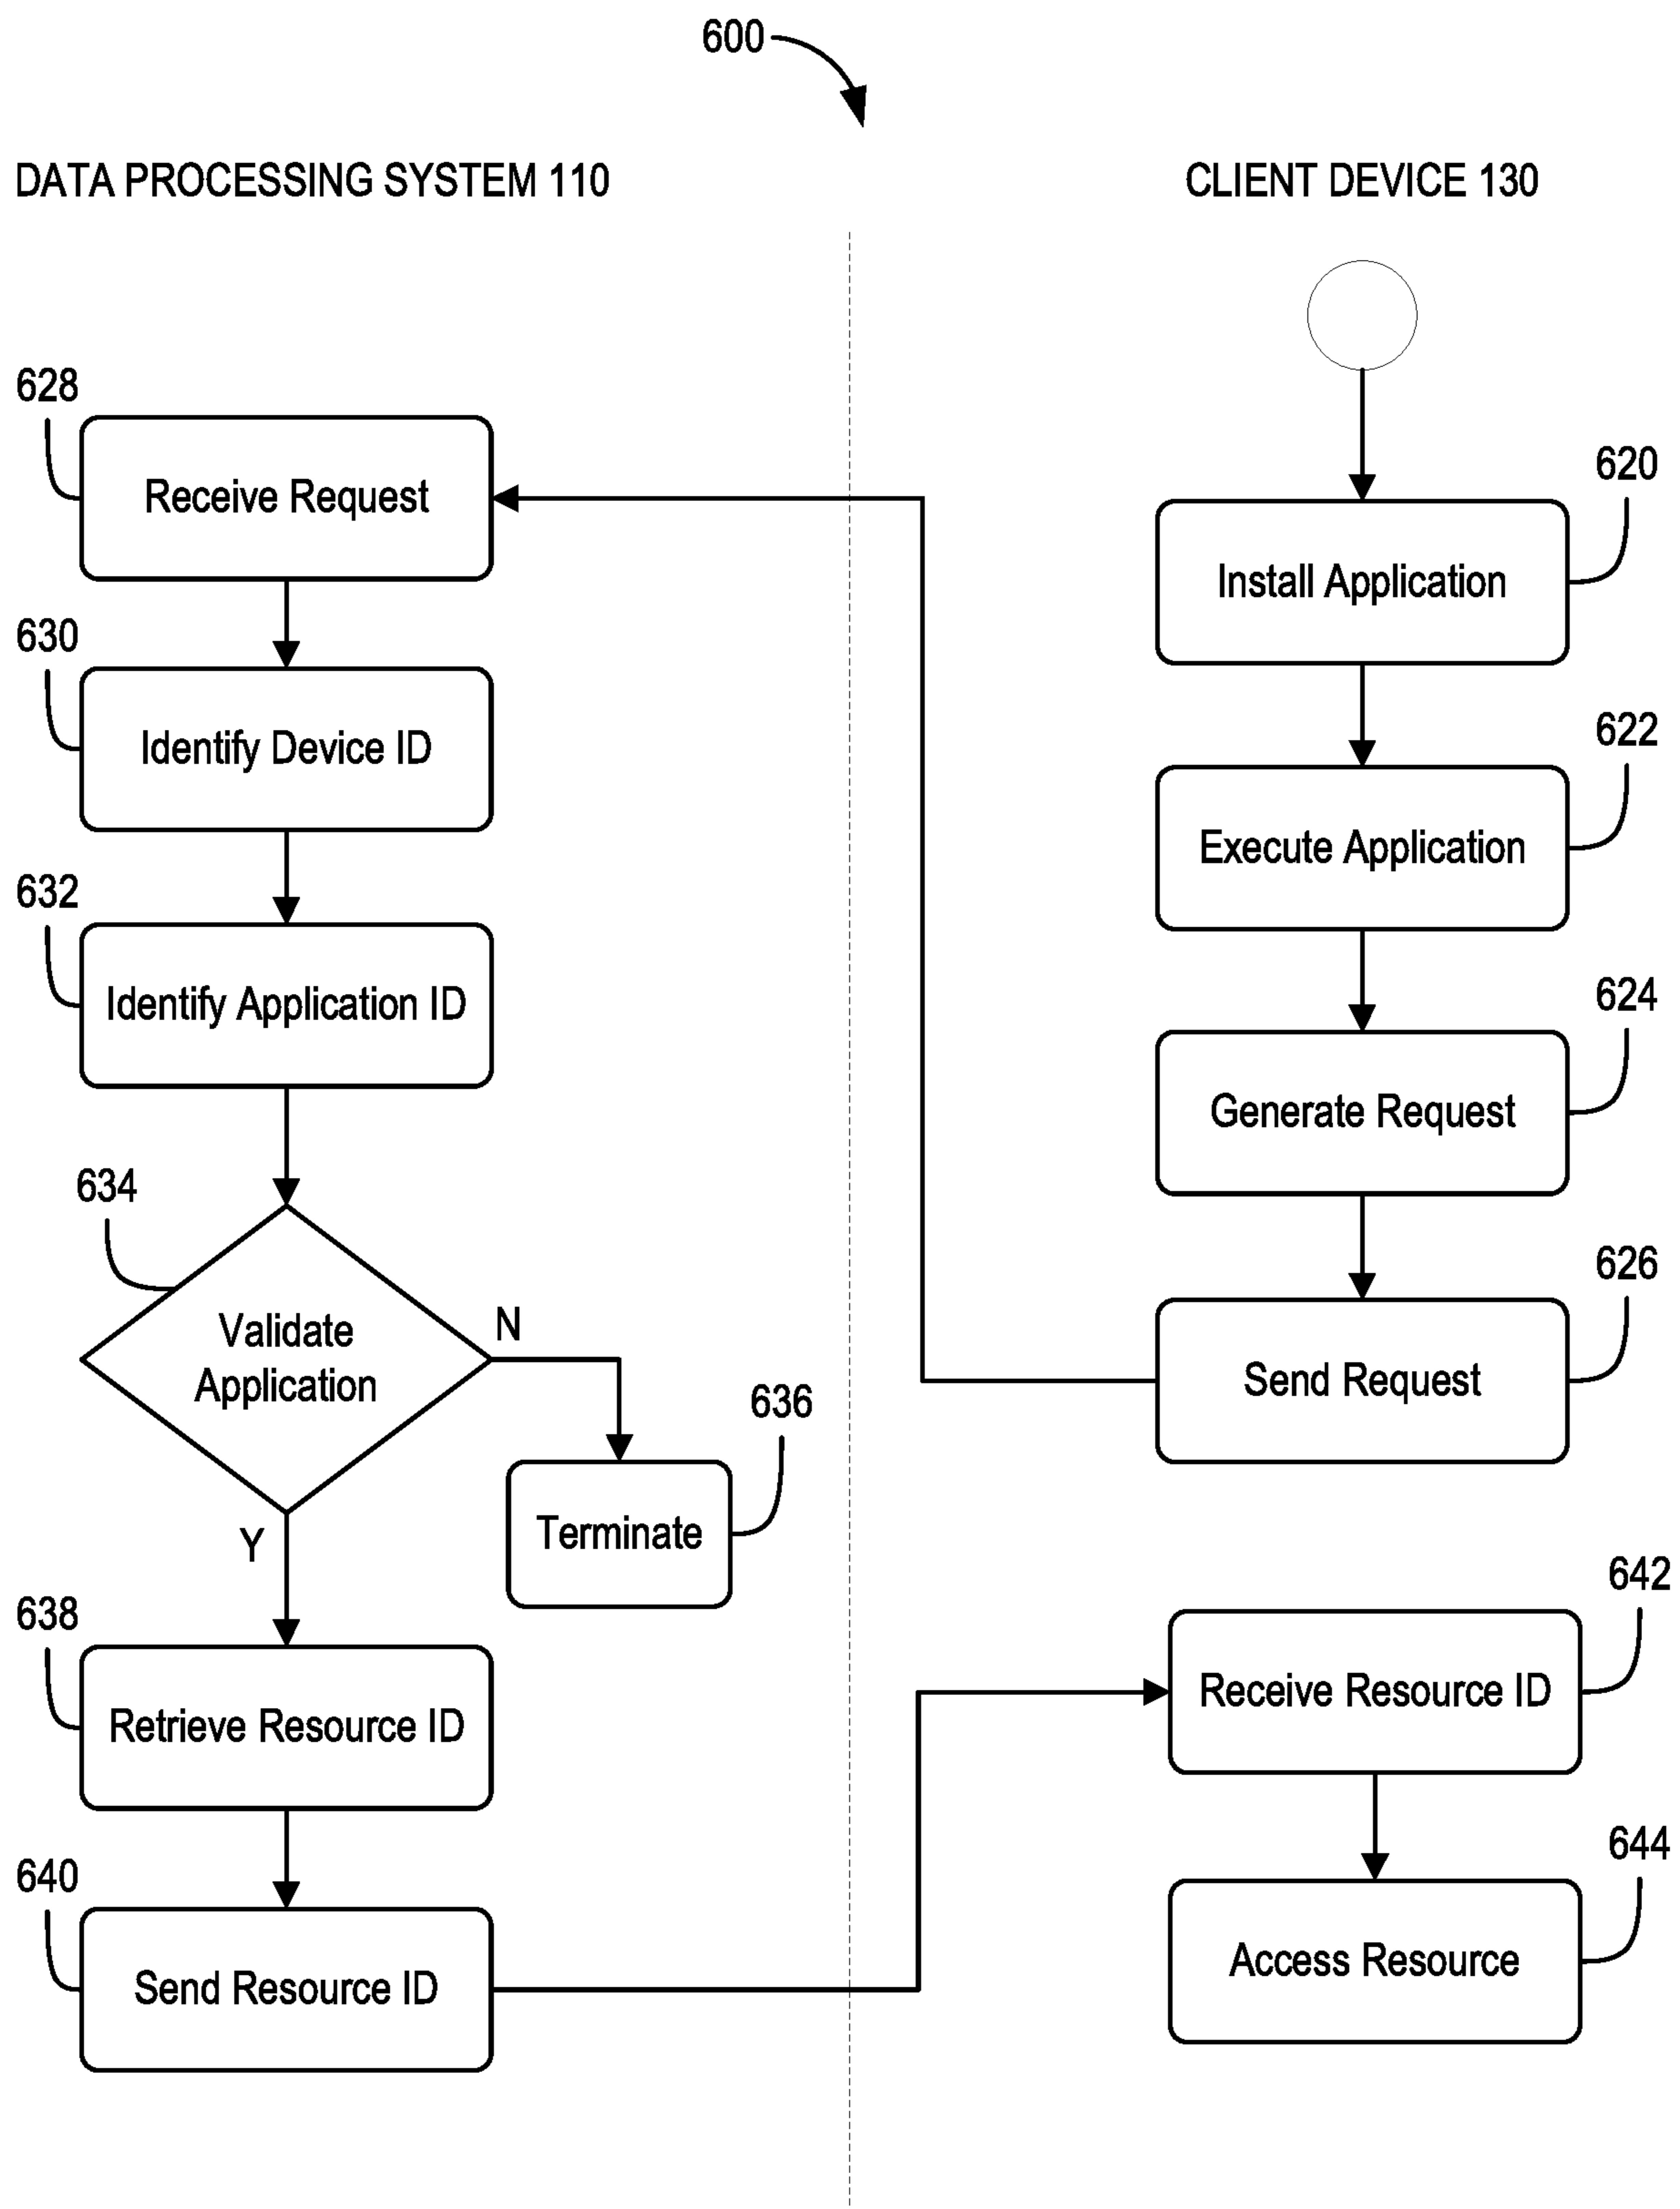 600
DATA PROCESSING SYSTEM 110
CLIENT DEVICE 130
628
Receive Request
630
Identify Device ID
632
Identify Application ID
634
Validate
Application
N
636
Terminate
Y
638
Retrieve Resource ID
640
Send Resource ID
620
Install Application
622
Execute Application
624
Generate Request
626
Send Request
642
Receive Resource ID
644
Access Resource